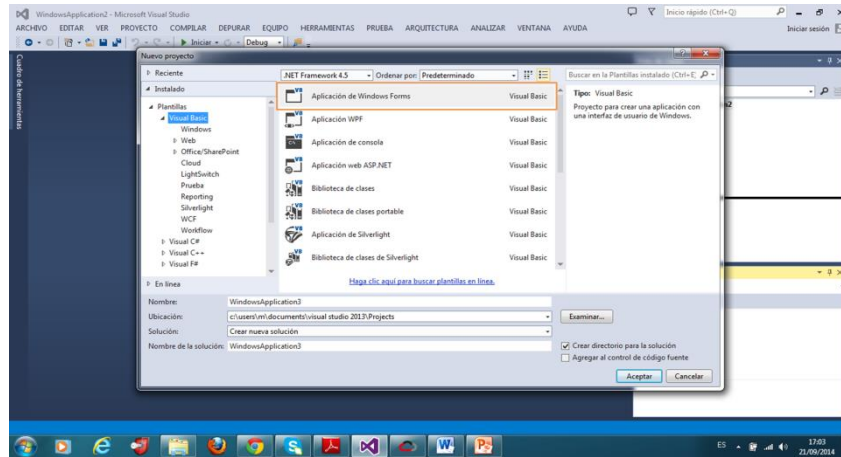 WindowsApplication2 - Microsoft Visual Studio
Inicio rápido (Ctrl+Q)
ARCHIVO EDITAR VER PROYECTO COMPILAR DEPURAR EQUIPO HERRAMIENTAS PRUEBA ARQUITECTURA ANALIZAR VENTANA AYUDA
Iniciar sesión
Iniciar Debug
Cuadro de herramientas
Nuevo proyecto
Reciente
.NET Framework 4.5 Ordenar por: Predeterminado
Buscar en la Plantillas instalado (Ctrl+E)
Instalado
Plantillas
Visual Basic
Windows
Web
Office/SharePoint
Cloud
LightSwitch
Prueba
Reporting
Silverlight
WCF
Workflow
Visual C#
Visual C++
Visual F#
En línea
Aplicación de Windows Forms Visual Basic
Aplicación WPF Visual Basic
Aplicación de consola Visual Basic
Aplicación web ASP.NET Visual Basic
Biblioteca de clases Visual Basic
Biblioteca de clases portable Visual Basic
Aplicación de Silverlight Visual Basic
Biblioteca de clases de Silverlight Visual Basic
Haga clic aquí para buscar plantillas en línea.
Tipo: Visual Basic
Proyecto para crear una aplicación con
una interfaz de usuario de Windows.
Nombre: WindowsApplication3
Ubicación: c:\users\m\documents\visual studio 2013\Projects
Examinar...
Solución: Crear nueva solución
Nombre de la solución: WindowsApplication3
Crear directorio para la solución
Agregar al control de código fuente
Aceptar Cancelar
ES 17:03
21/09/2014